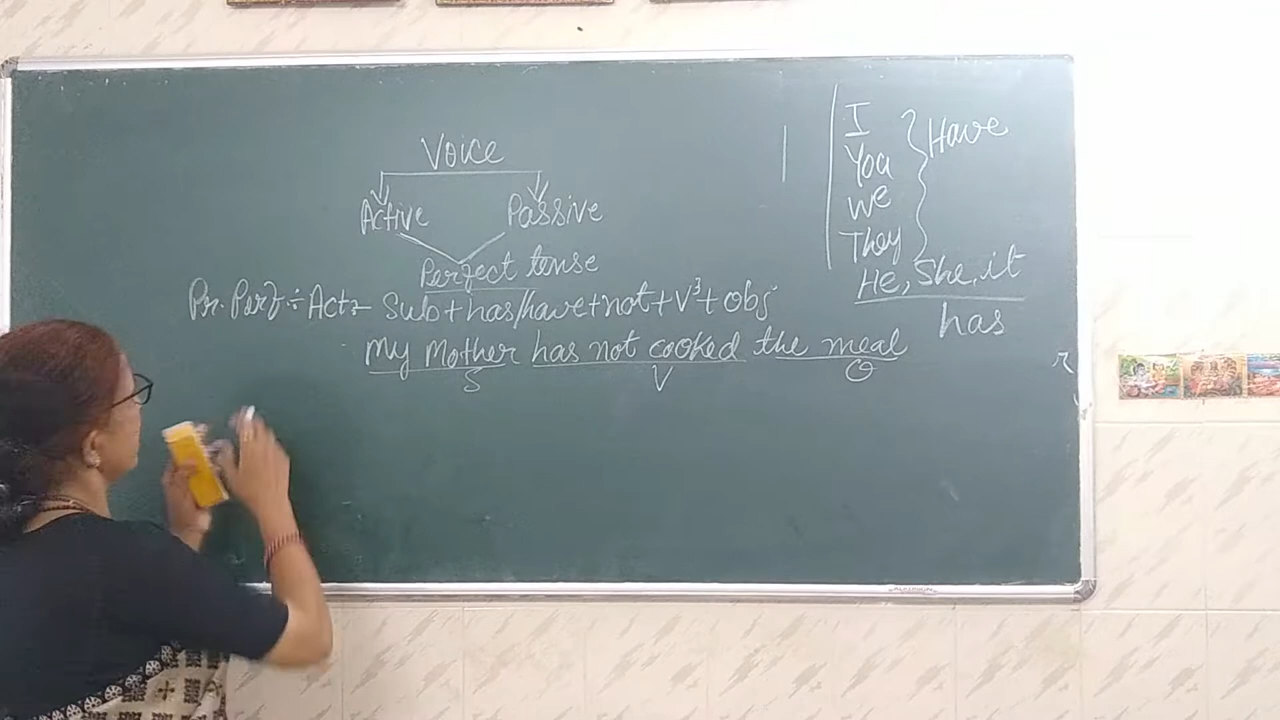 Voice
Active Passive
Perfect tense
Pr. Perf ÷ Act:- Sub + has/have + not + V³ + obj
My Mother has not cooked the meal
S V O
I
You
We
They
Have
He, She, it
has